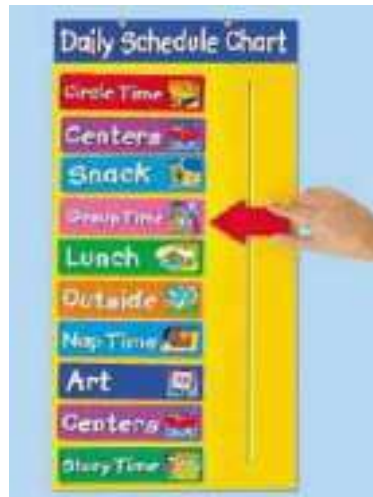 Daily Schedule Chart
Circle Time
Centers
Snack
Group Time
Lunch
Outside
Nap Time
Art
Centers
Story Time